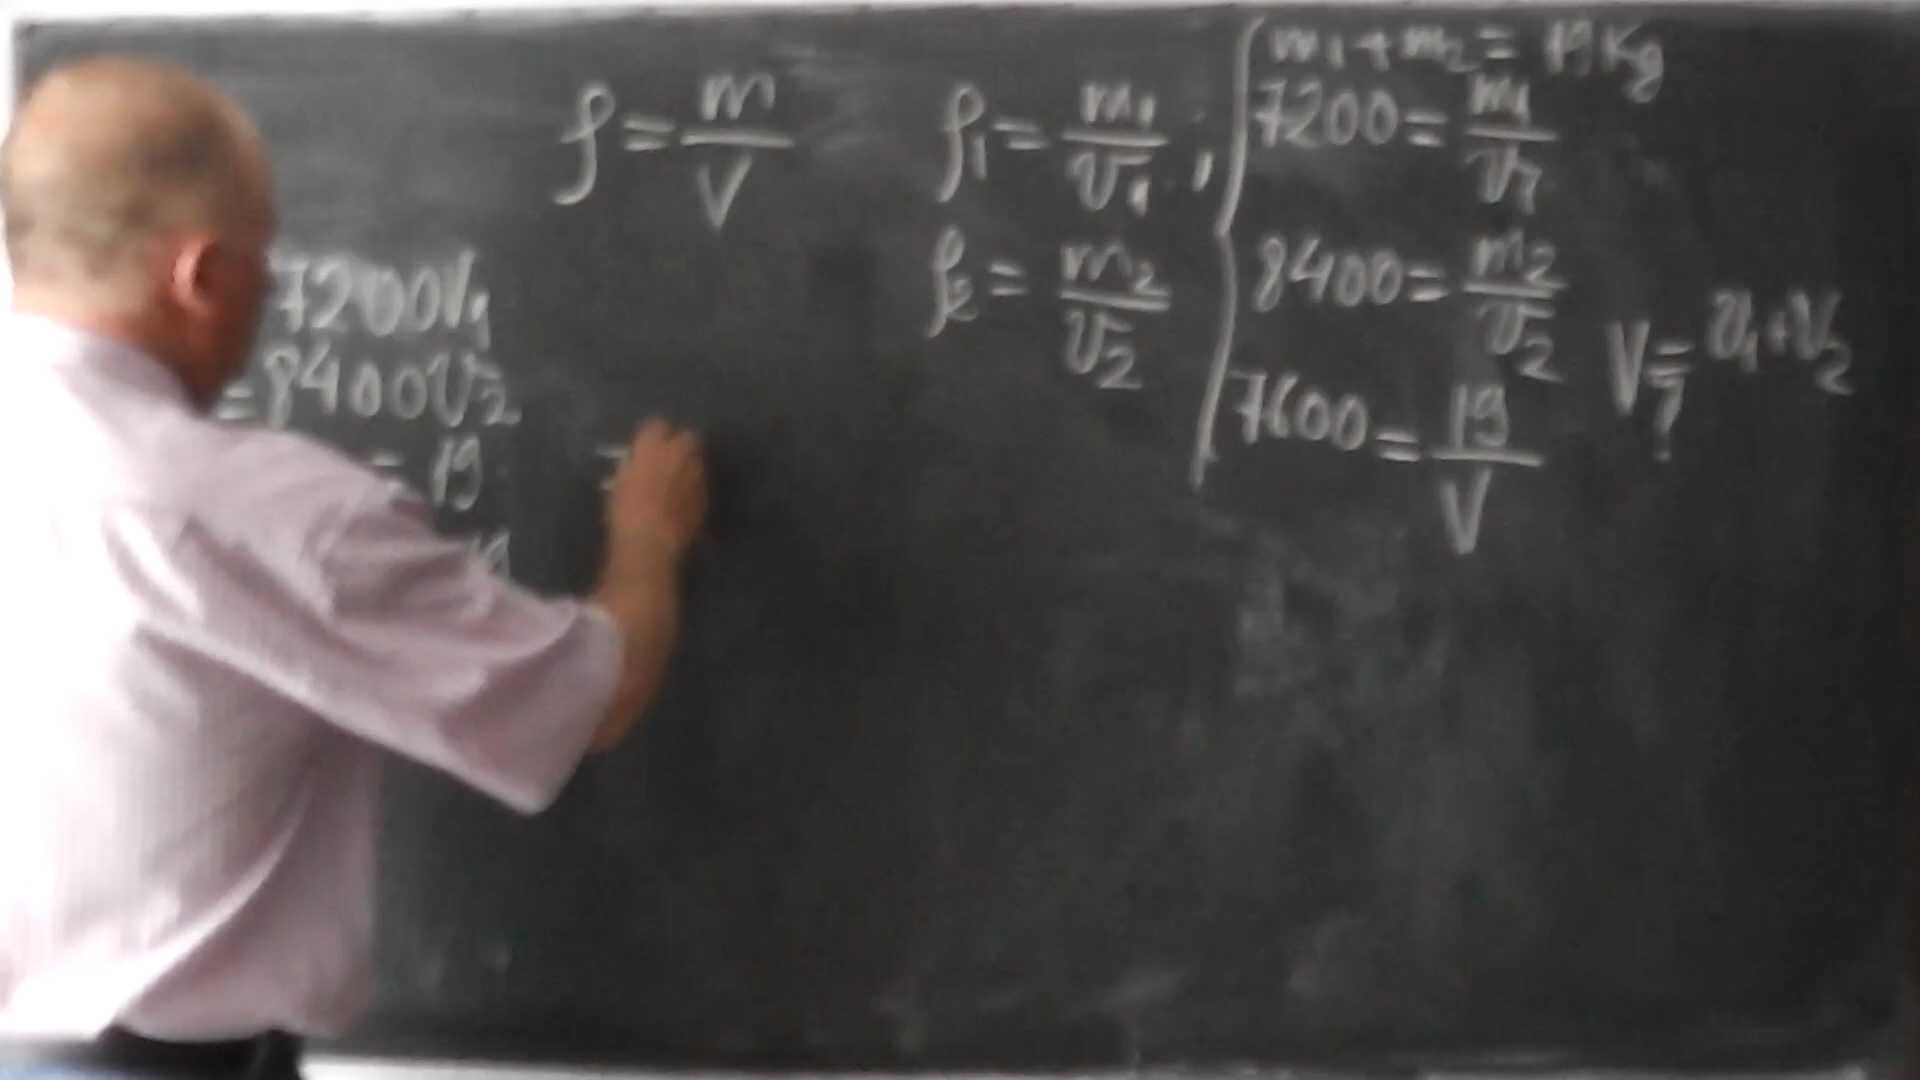 ρ = m/V
7200V₁
= 8400V₂
= 19
19
ρ₁ = m₁/V₁ ,
ρ₂ = m₂/V₂
m₁ + m₂ = 19 Kg
7200 = m₁/V₁
8400 = m₂/V₂
7600 = 19/V
V = V₁ + V₂
?